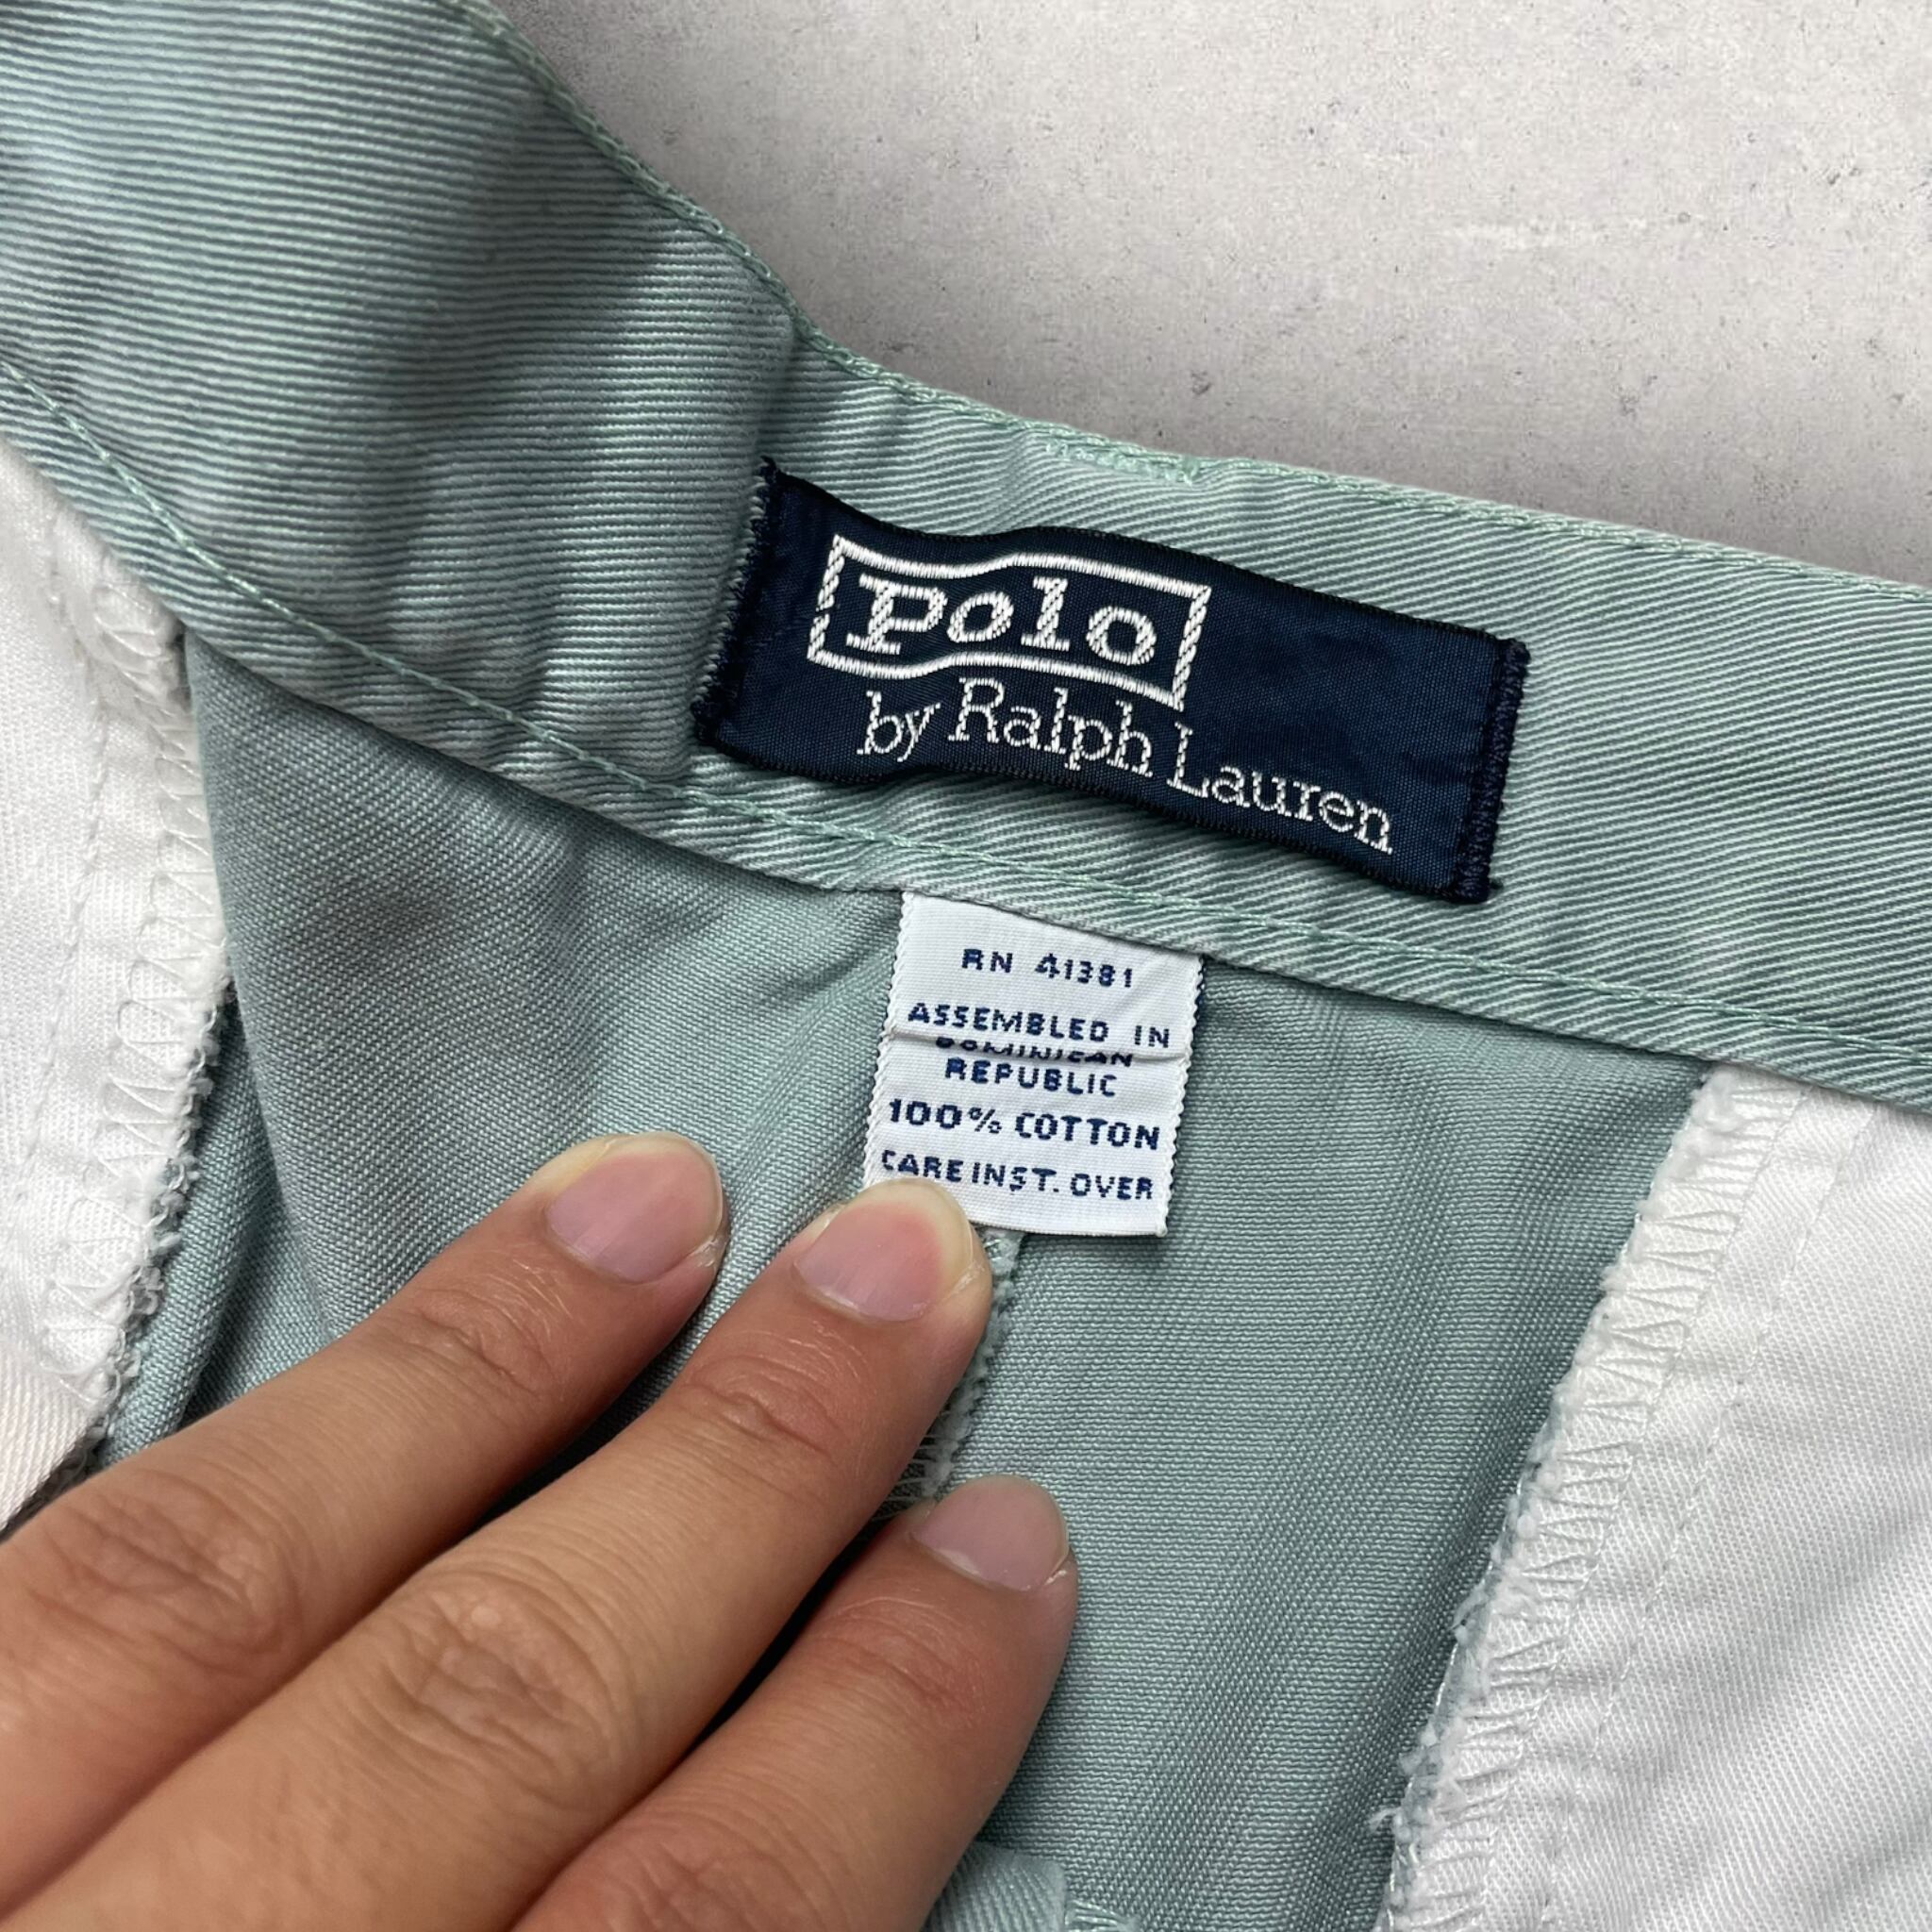 Polo
by Ralph Lauren
RN 41381
ASSEMBLED IN
DOMINICAN
REPUBLIC
100% COTTON
CARE INST. OVER